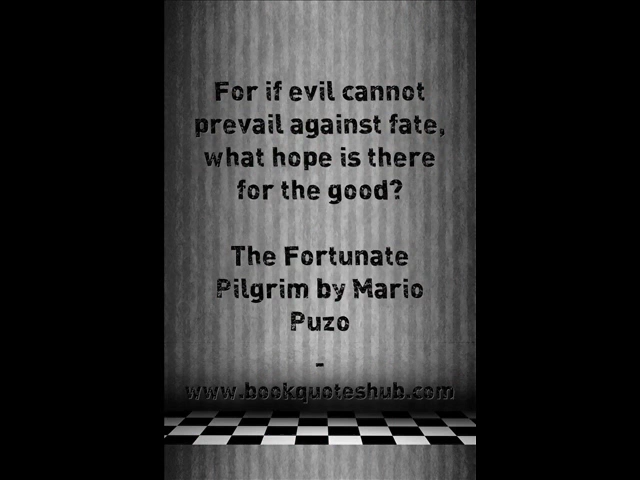 For if evil cannot
prevail against fate,
what hope is there
for the good?
The Fortunate
Pilgrim by Mario
Puzo
-
www.bookquoteshub.com